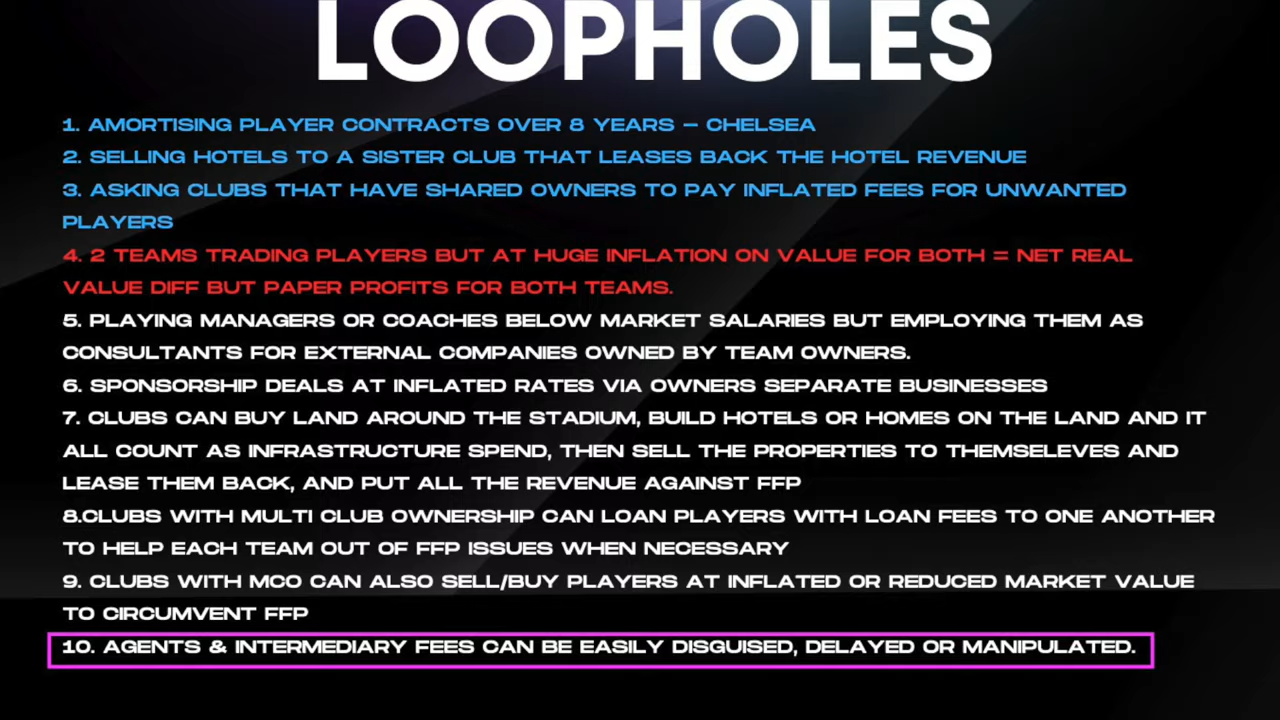 LOOPHOLES
1. AMORTISING PLAYER CONTRACTS OVER 8 YEARS – CHELSEA
2. SELLING HOTELS TO A SISTER CLUB THAT LEASES BACK THE HOTEL REVENUE
3. ASKING CLUBS THAT HAVE SHARED OWNERS TO PAY INFLATED FEES FOR UNWANTED
PLAYERS
4. 2 TEAMS TRADING PLAYERS BUT AT HUGE INFLATION ON VALUE FOR BOTH = NET REAL
VALUE DIFF BUT PAPER PROFITS FOR BOTH TEAMS.
5. PLAYING MANAGERS OR COACHES BELOW MARKET SALARIES BUT EMPLOYING THEM AS
CONSULTANTS FOR EXTERNAL COMPANIES OWNED BY TEAM OWNERS.
6. SPONSORSHIP DEALS AT INFLATED RATES VIA OWNERS SEPARATE BUSINESSES
7. CLUBS CAN BUY LAND AROUND THE STADIUM, BUILD HOTELS OR HOMES ON THE LAND AND IT
ALL COUNT AS INFRASTRUCTURE SPEND, THEN SELL THE PROPERTIES TO THEMSELEVES AND
LEASE THEM BACK, AND PUT ALL THE REVENUE AGAINST FFP
8.CLUBS WITH MULTI CLUB OWNERSHIP CAN LOAN PLAYERS WITH LOAN FEES TO ONE ANOTHER
TO HELP EACH TEAM OUT OF FFP ISSUES WHEN NECESSARY
9. CLUBS WITH MCO CAN ALSO SELL/BUY PLAYERS AT INFLATED OR REDUCED MARKET VALUE
TO CIRCUMVENT FFP
10. AGENTS & INTERMEDIARY FEES CAN BE EASILY DISGUISED, DELAYED OR MANIPULATED.